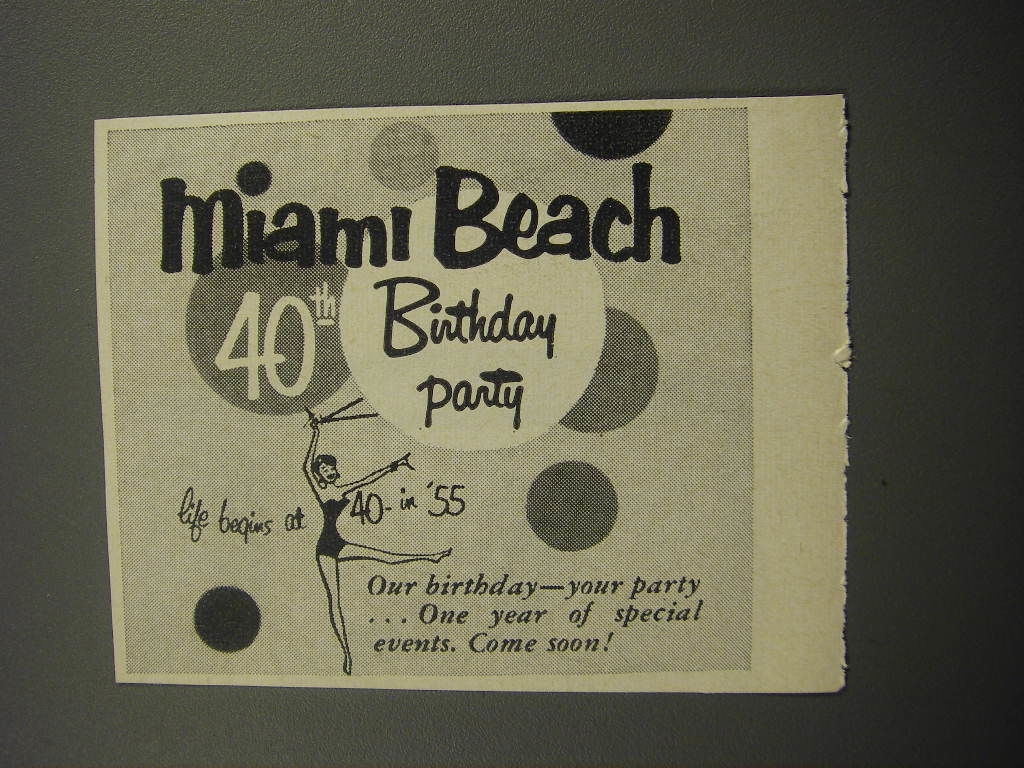 Miami Beach
40th Birthday
party
life begins at 40- in '55
Our birthday—your party
... One year of special
events. Come soon!